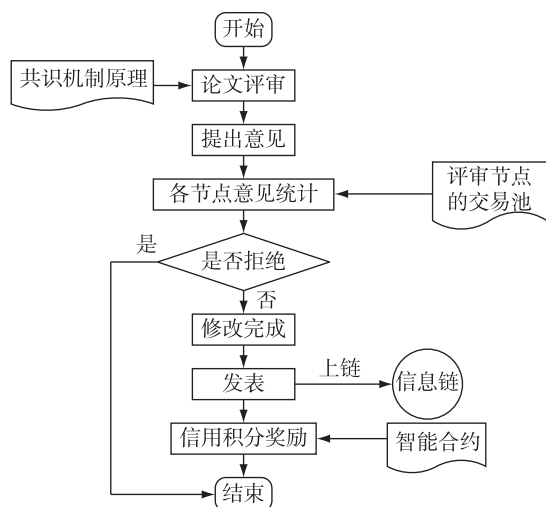 开始
共识机制原理
论文评审
提出意见
各节点意见统计
评审节点
的交易池
是
是否拒绝
否
修改完成
上链
发表
信息链
信用积分奖励
智能合约
结束